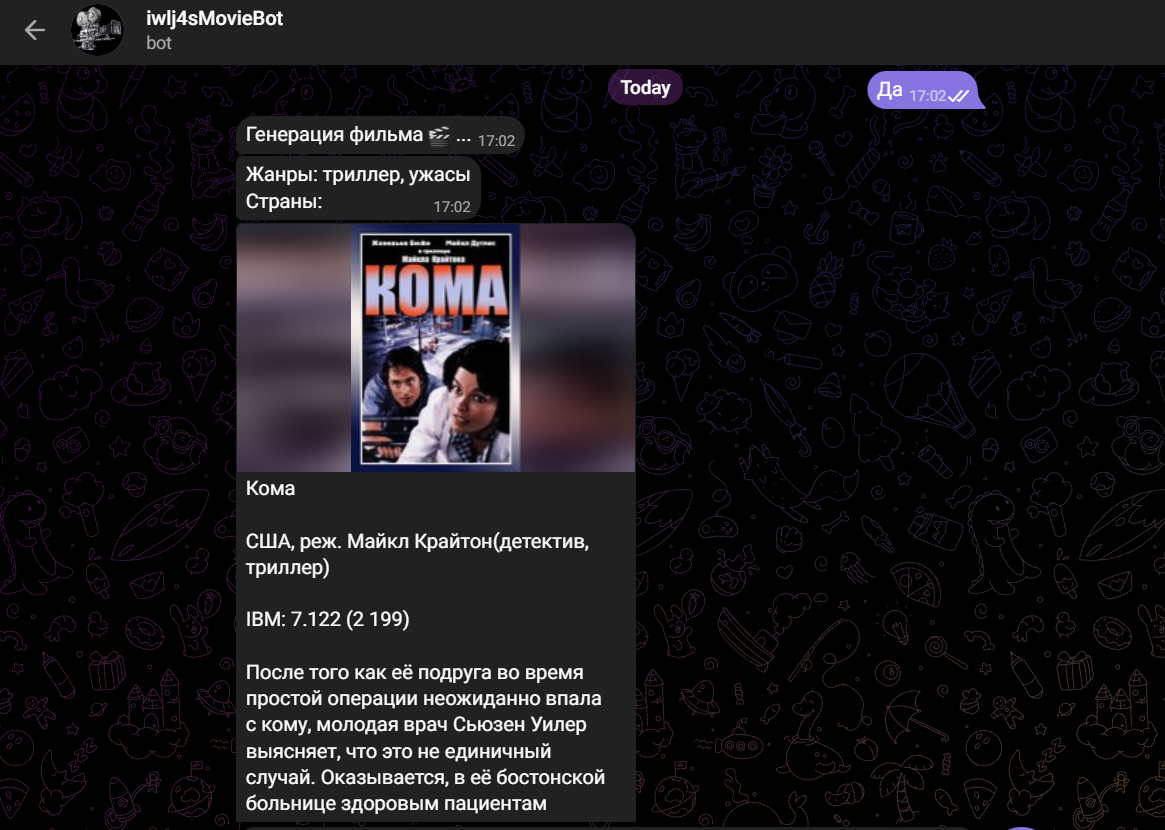 iwlj4sMovieBot
bot
Today
Да 17:02
Генерация фильма 🎬 ... 17:02
Жанры: триллер, ужасы
Страны: 17:02
Женевьев Бюжо Майкл Дуглас
в триллере
Майкла Крайтона
КОМА
Кома
США, реж. Майкл Крайтон(детектив,
триллер)
IBM: 7.122 (2 199)
После того как её подруга во время
простой операции неожиданно впала
с кому, молодая врач Сьюзен Уилер
выясняет, что это не единичный
случай. Оказывается, в её бостонской
больнице здоровым пациентам